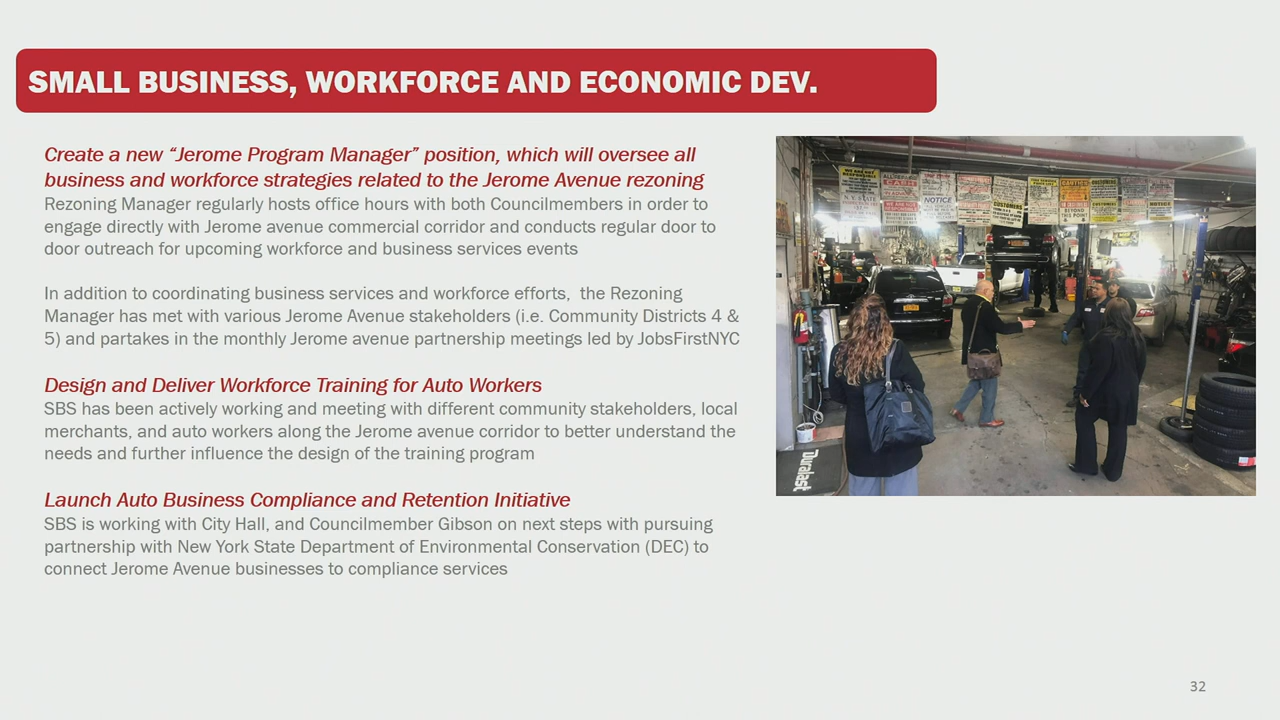 SMALL BUSINESS, WORKFORCE AND ECONOMIC DEV.
Create a new “Jerome Program Manager” position, which will oversee all
business and workforce strategies related to the Jerome Avenue rezoning
Rezoning Manager regularly hosts office hours with both Councilmembers in order to
engage directly with Jerome avenue commercial corridor and conducts regular door to
door outreach for upcoming workforce and business services events
In addition to coordinating business services and workforce efforts,  the Rezoning
Manager has met with various Jerome Avenue stakeholders (i.e. Community Districts 4 &
5) and partakes in the monthly Jerome avenue partnership meetings led by JobsFirstNYC
Design and Deliver Workforce Training for Auto Workers
SBS has been actively working and meeting with different community stakeholders, local
merchants, and auto workers along the Jerome avenue corridor to better understand the
needs and further influence the design of the training program
Launch Auto Business Compliance and Retention Initiative
SBS is working with City Hall, and Councilmember Gibson on next steps with pursuing
partnership with New York State Department of Environmental Conservation (DEC) to
connect Jerome Avenue businesses to compliance services
NOTICE
CAUTION
CUSTOMERS
BEYOND
THIS POINT
NOTICE
CUSTOMERS
Duralast
32